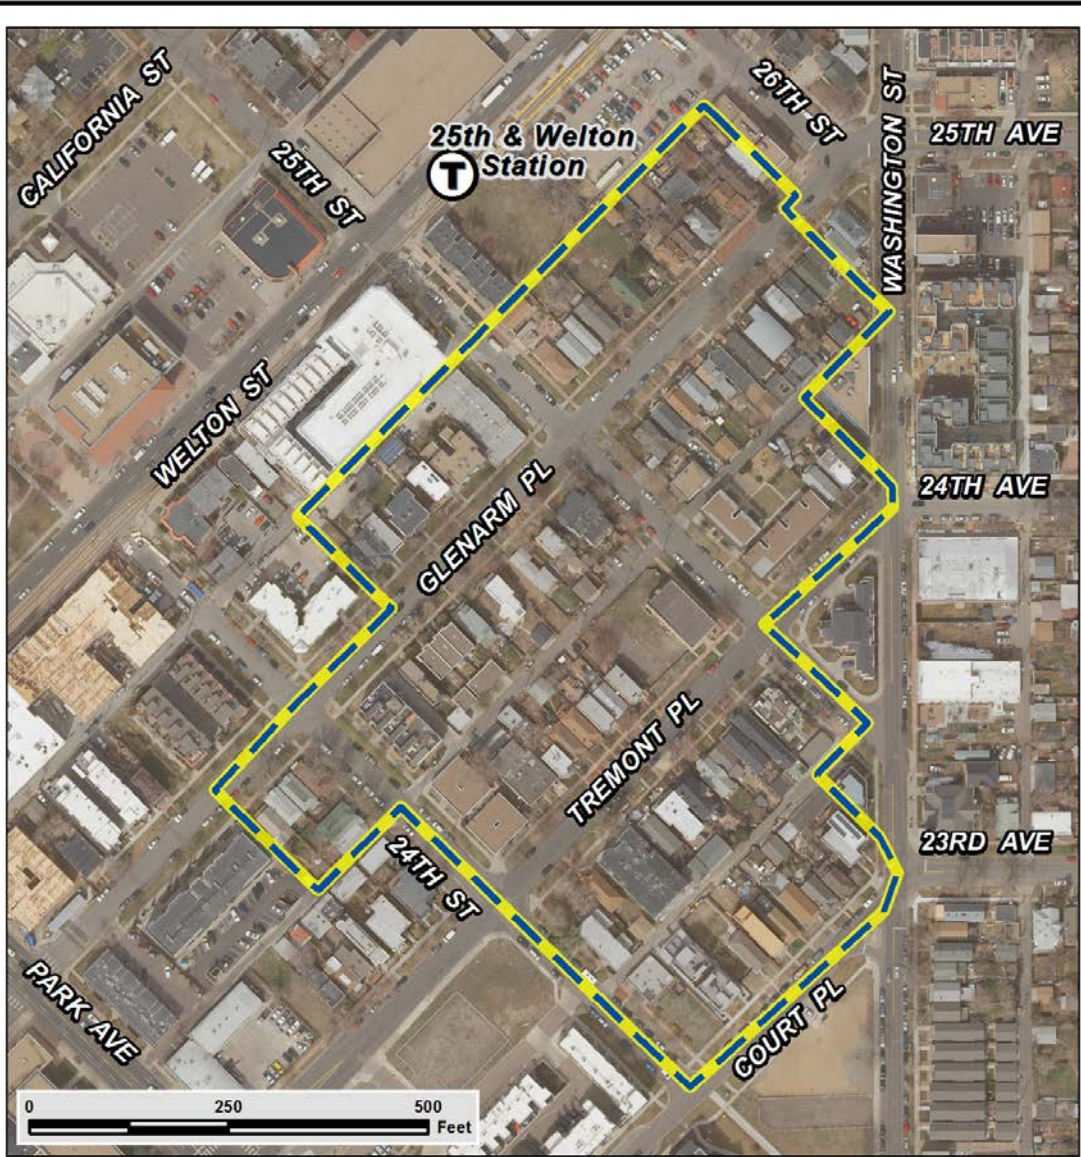 CALIFORNIA ST
25TH ST
25th & Welton
T Station
26TH ST
WASHINGTON ST
25TH AVE
WELTON ST
GLENARM PL
24TH AVE
TREMONT PL
24TH ST
23RD AVE
PARK AVE
COURT PL
0 250 500
Feet